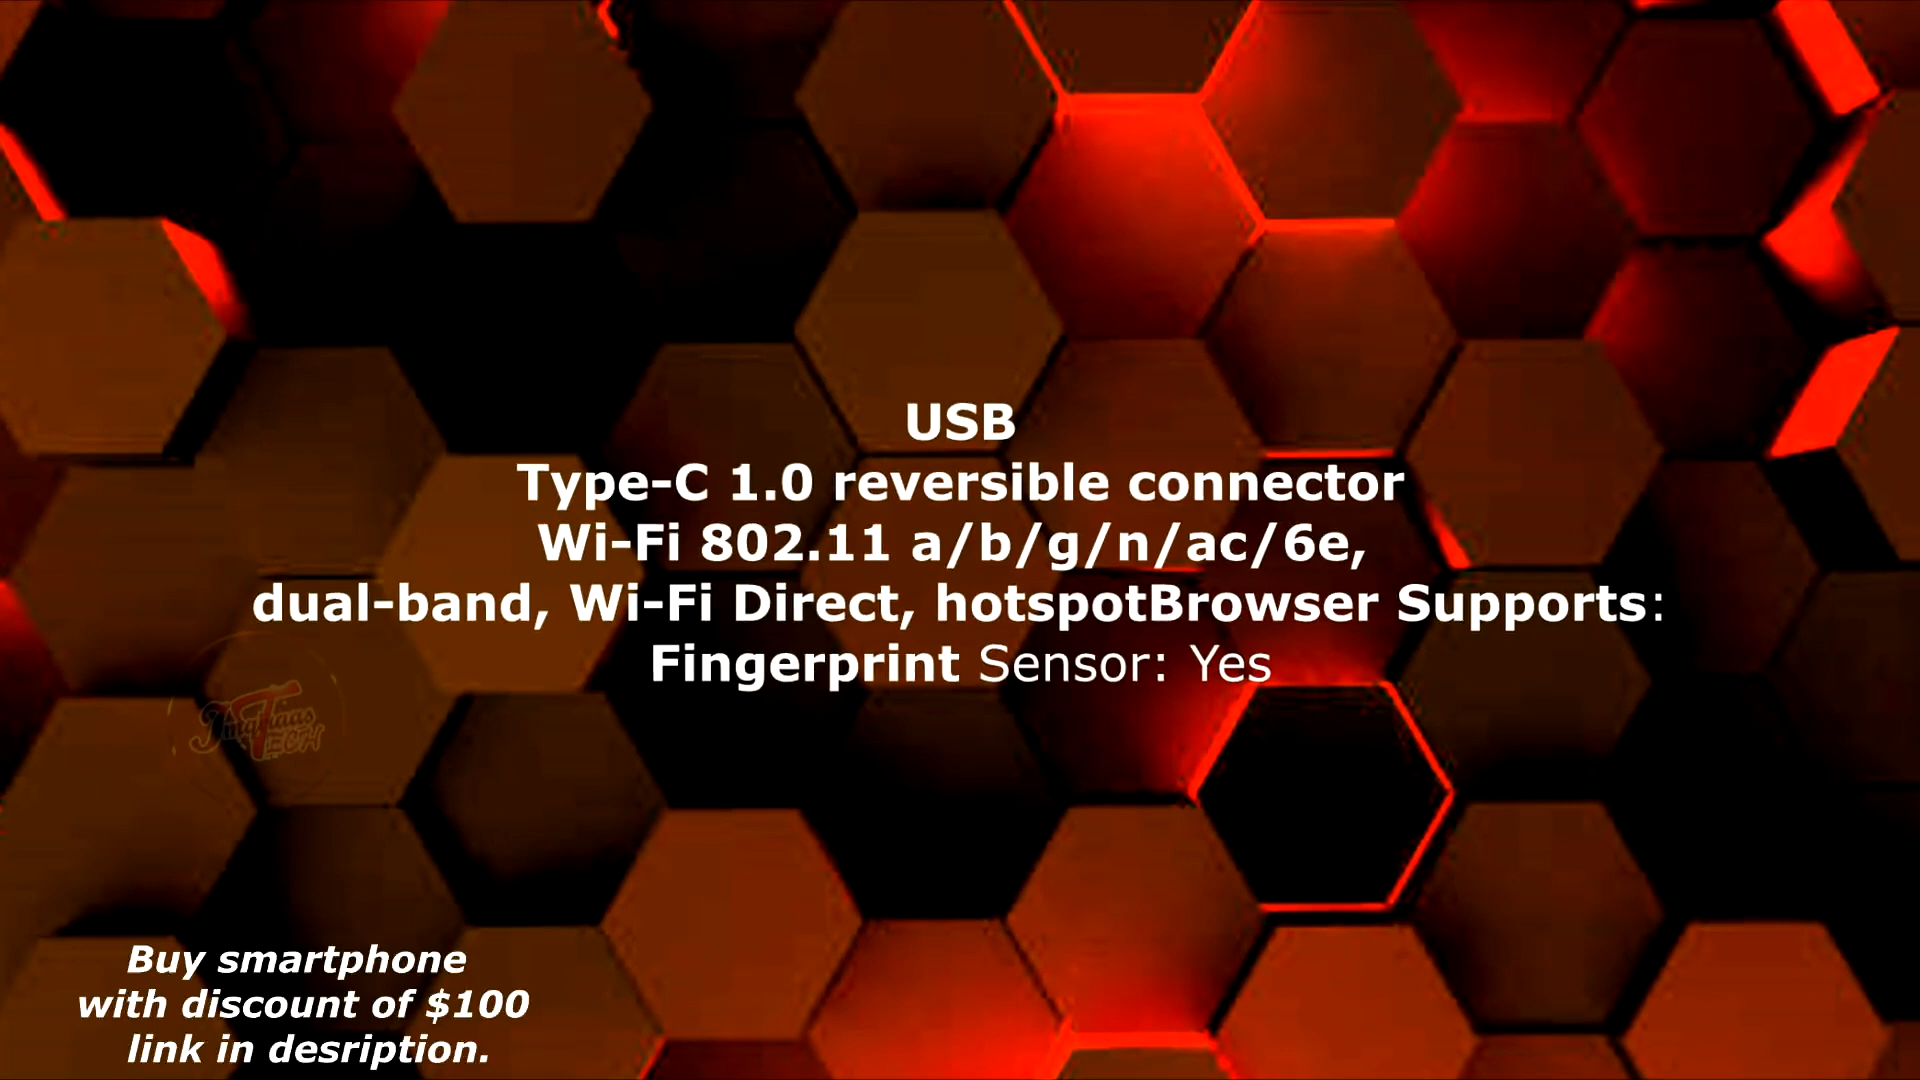 USB
Type-C 1.0 reversible connector
Wi-Fi 802.11 a/b/g/n/ac/6e,
dual-band, Wi-Fi Direct, hotspotBrowser Supports:
Fingerprint Sensor: Yes
TECH
Buy smartphone
with discount of $100
link in desription.